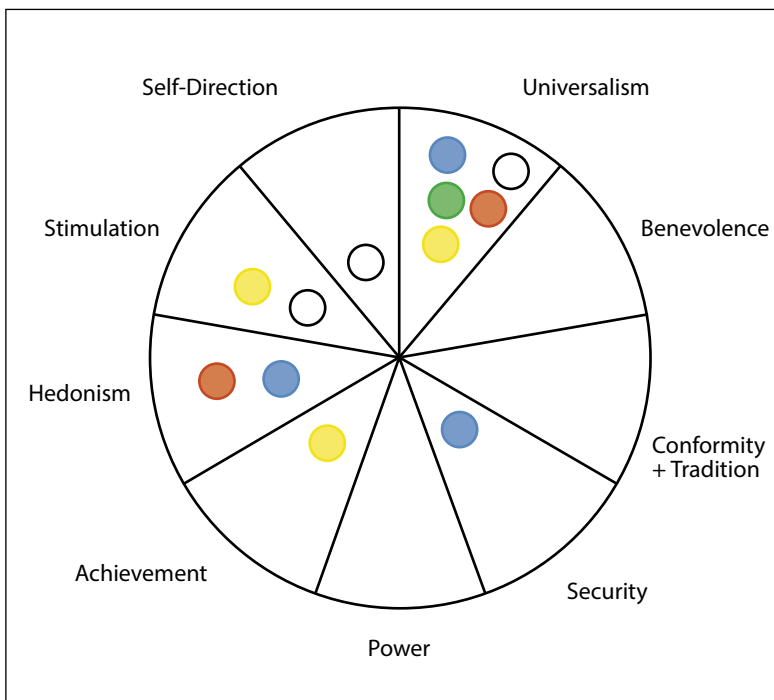 Self-Direction
Universalism
Stimulation
Benevolence
Hedonism
Conformity
+ Tradition
Achievement
Security
Power